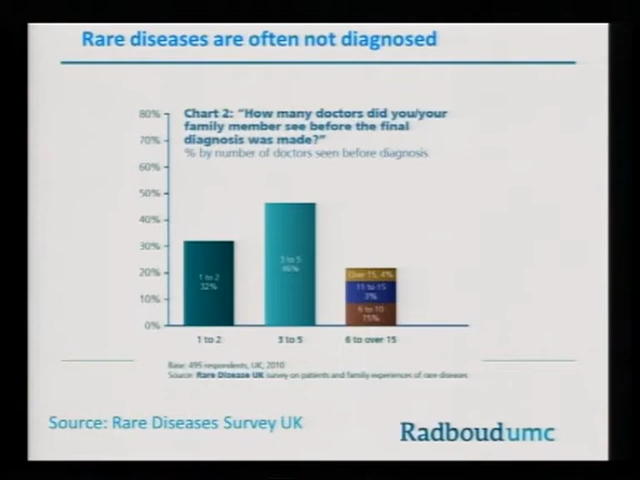 Rare diseases are often not diagnosed
Chart 2: "How many doctors did you/your
family member see before the final
diagnosis was made?"
% by number of doctors seen before diagnosis
80%
70%
60%
50%
40%
30%
20%
10%
0%
1 to 2
32%
3 to 5
46%
Over 15, 4%
11 to 15
3%
6 to 10
15%
1 to 2
3 to 5
6 to over 15
Base: 495 respondents, UK, 2010
Source: Rare Disease UK survey on patients and family experiences of rare diseases
Source: Rare Diseases Survey UK
Radboudumc